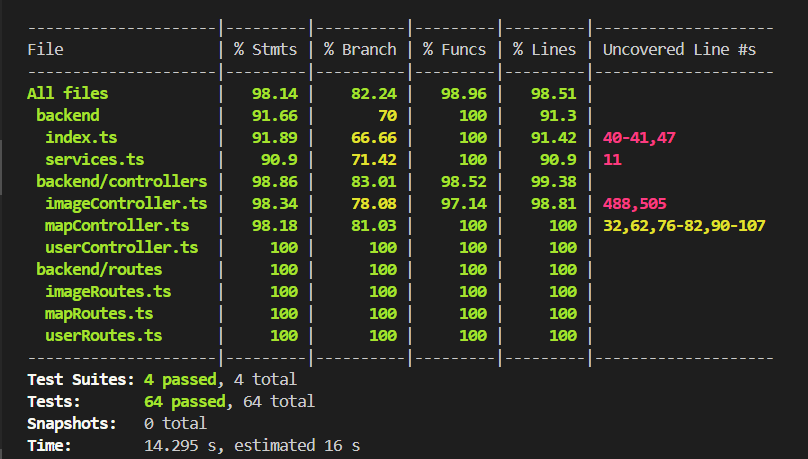 ---------------------|---------|----------|---------|---------|--------------------
File                 | % Stmts | % Branch | % Funcs | % Lines | Uncovered Line #s
---------------------|---------|----------|---------|---------|--------------------
All files            |   98.14 |    82.24 |   98.96 |   98.51 |
 backend             |   91.66 |       70 |     100 |    91.3 |
  index.ts           |   91.89 |    66.66 |     100 |   91.42 | 40-41,47
  services.ts        |    90.9 |    71.42 |     100 |    90.9 | 11
 backend/controllers |   98.86 |    83.01 |   98.52 |   99.38 |
  imageController.ts |   98.34 |    78.08 |   97.14 |   98.81 | 488,505
  mapController.ts   |   98.18 |    81.03 |     100 |     100 | 32,62,76-82,90-107
  userController.ts  |     100 |      100 |     100 |     100 |
 backend/routes      |     100 |      100 |     100 |     100 |
  imageRoutes.ts     |     100 |      100 |     100 |     100 |
  mapRoutes.ts       |     100 |      100 |     100 |     100 |
  userRoutes.ts      |     100 |      100 |     100 |     100 |
---------------------|---------|----------|---------|---------|--------------------
Test Suites: 4 passed, 4 total
Tests:       64 passed, 64 total
Snapshots:   0 total
Time:        14.295 s, estimated 16 s